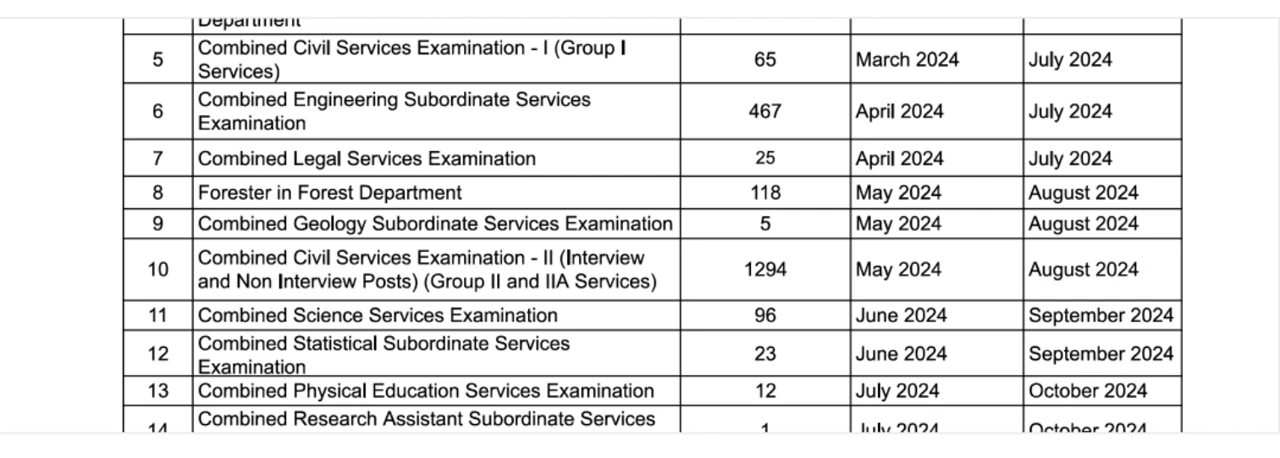 Department
5 Combined Civil Services Examination - I (Group I Services) 65 March 2024 July 2024
6 Combined Engineering Subordinate Services Examination 467 April 2024 July 2024
7 Combined Legal Services Examination 25 April 2024 July 2024
8 Forester in Forest Department 118 May 2024 August 2024
9 Combined Geology Subordinate Services Examination 5 May 2024 August 2024
10 Combined Civil Services Examination - II (Interview and Non Interview Posts) (Group II and IIA Services) 1294 May 2024 August 2024
11 Combined Science Services Examination 96 June 2024 September 2024
12 Combined Statistical Subordinate Services Examination 23 June 2024 September 2024
13 Combined Physical Education Services Examination 12 July 2024 October 2024
14 Combined Research Assistant Subordinate Services 1 July 2024 October 2024